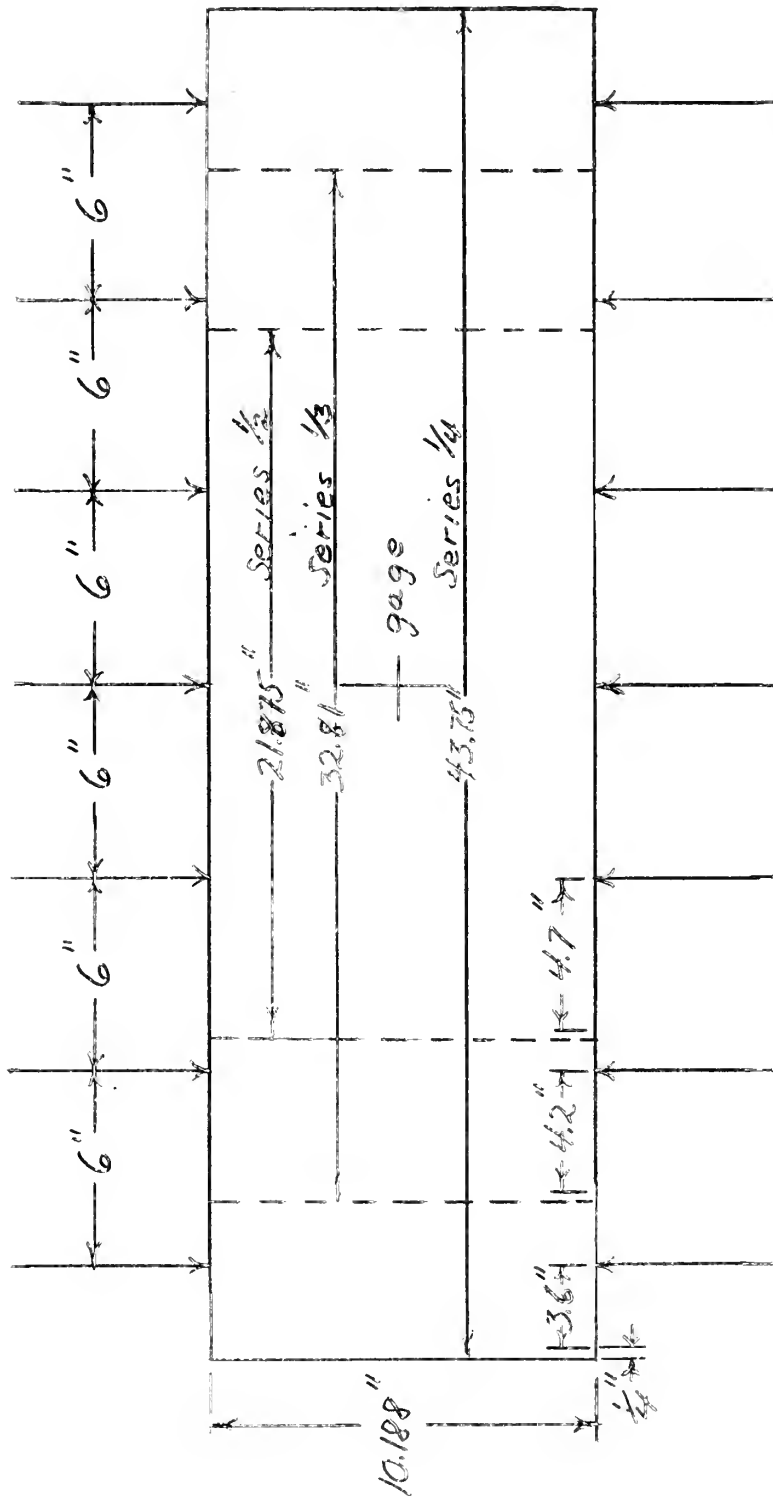 6"
6"
6"
6"
6"
6"
21.875" Series 1/2
32.81" Series 1/3
gage
43.75" Series 1/4
3.6"
4.2"
4.7"
1/4"
10.188"